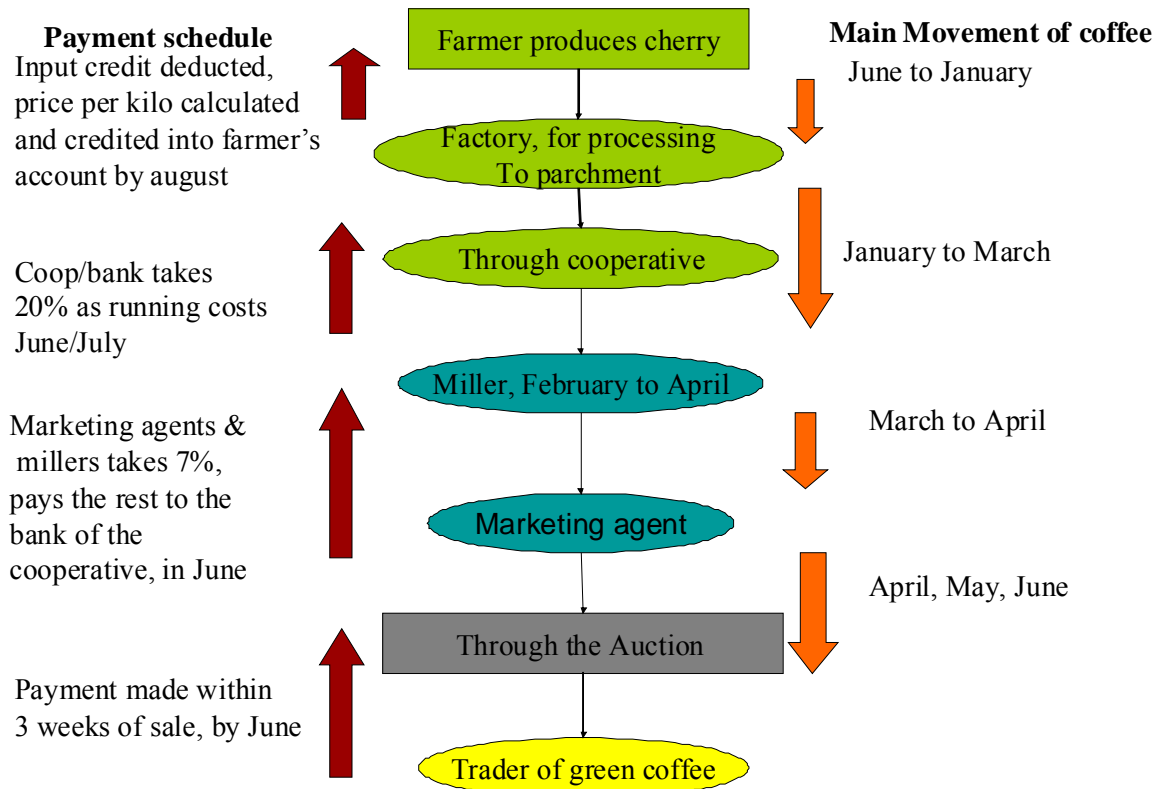 Payment schedule
Input credit deducted,
price per kilo calculated
and credited into farmer's
account by august
Coop/bank takes
20% as running costs
June/July
Marketing agents &
millers takes 7%,
pays the rest to the
bank of the
cooperative, in June
Payment made within
3 weeks of sale, by June
Farmer produces cherry
Factory, for processing
To parchment
Through cooperative
Miller, February to April
Marketing agent
Through the Auction
Trader of green coffee
Main Movement of coffee
June to January
January to March
March to April
April, May, June